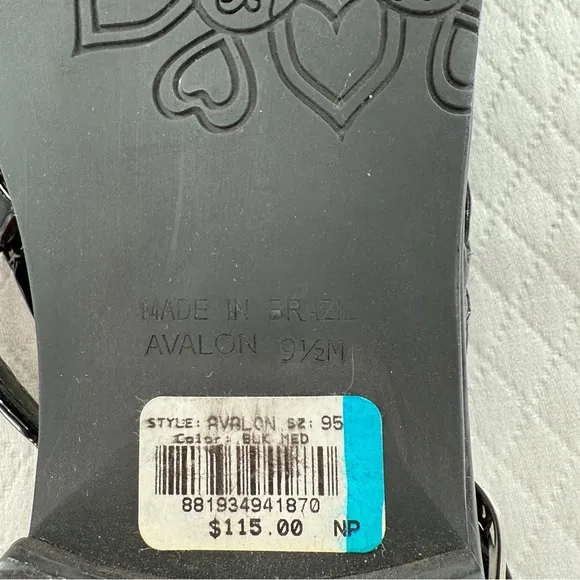 MADE IN BRAZIL
AVALON 9½M
STYLE: AVALON SZ: 95
Color: BLK MED
881934941870
$115.00 NP